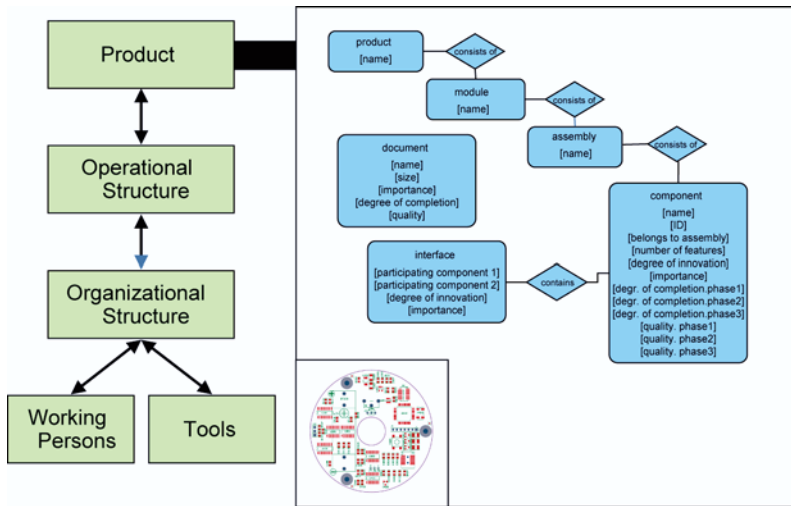 Product
Operational
Structure
Organizational
Structure
Working
Persons
Tools
product
[name]
consists of
module
[name]
consists of
assembly
[name]
consists of
document
[name]
[size]
[importance]
[degree of completion]
[quality]
component
[name]
[ID]
[belongs to assembly]
[number of features]
[degree of innovation]
[importance]
[degr. of completion.phase1]
[degr. of completion.phase2]
[degr. of completion.phase3]
[quality. phase1]
[quality. phase2]
[quality. phase3]
interface
[participating component 1]
[participating component 2]
[degree of innovation]
[importance]
contains